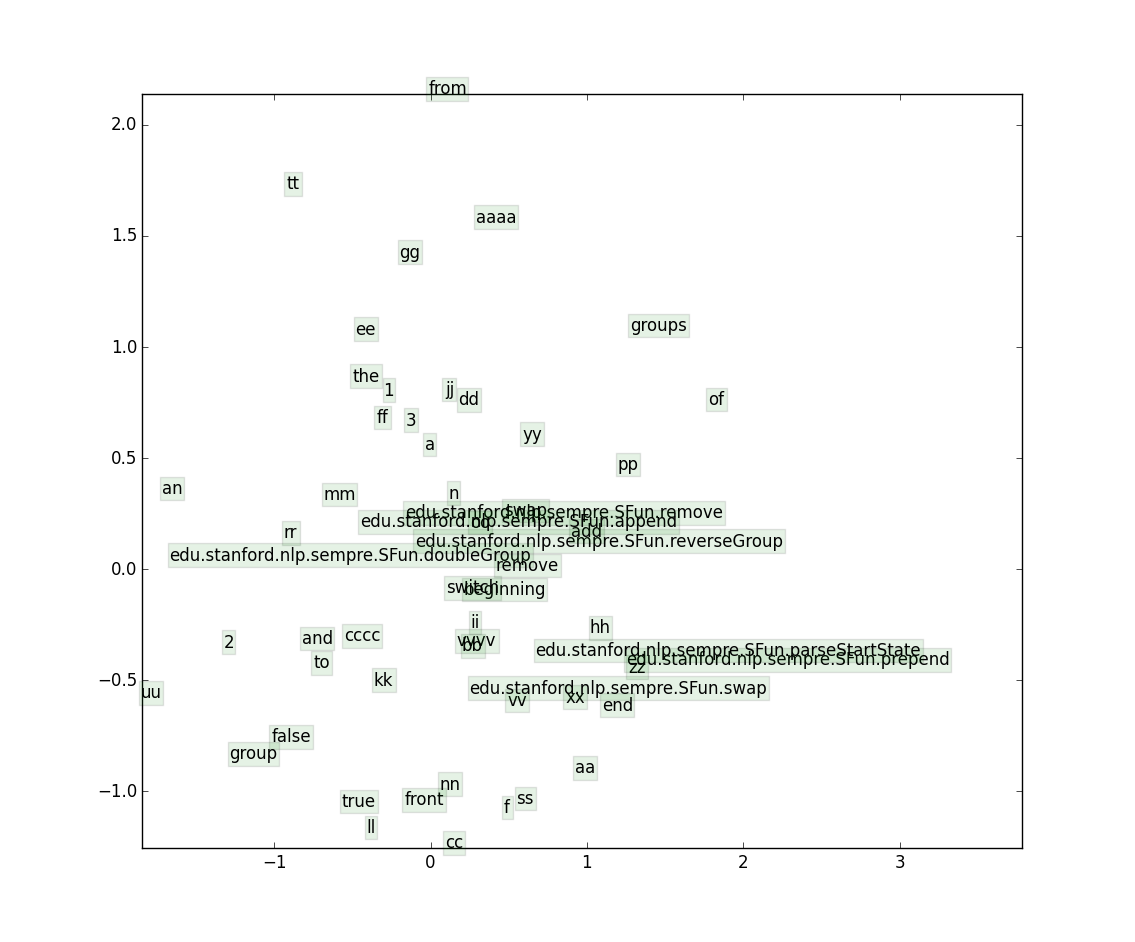 from
2.0
tt
aaaa
1.5
gg
ee
groups
1.0
the
1
jj
dd
of
ff
3
yy
a
pp
0.5
an
mm
n
swap
edu.stanford.nlp.sempre.SFun.remove
edu.stanford.nlp.sempre.SFun.append
rr
add
edu.stanford.nlp.sempre.SFun.reverseGroup
edu.stanford.nlp.sempre.SFun.doubleGroup
0.0
remove
switch
beginning
ii
hh
2
and
cccc
vvvv
bb
edu.stanford.nlp.sempre.SFun.parseStartState
to
edu.stanford.nlp.sempre.SFun.prepend
zz
kk
−0.5
uu
edu.stanford.nlp.sempre.SFun.swap
vv
xx
end
false
group
aa
nn
−1.0
true
front
f
ss
ll
cc
−1
0
1
2
3